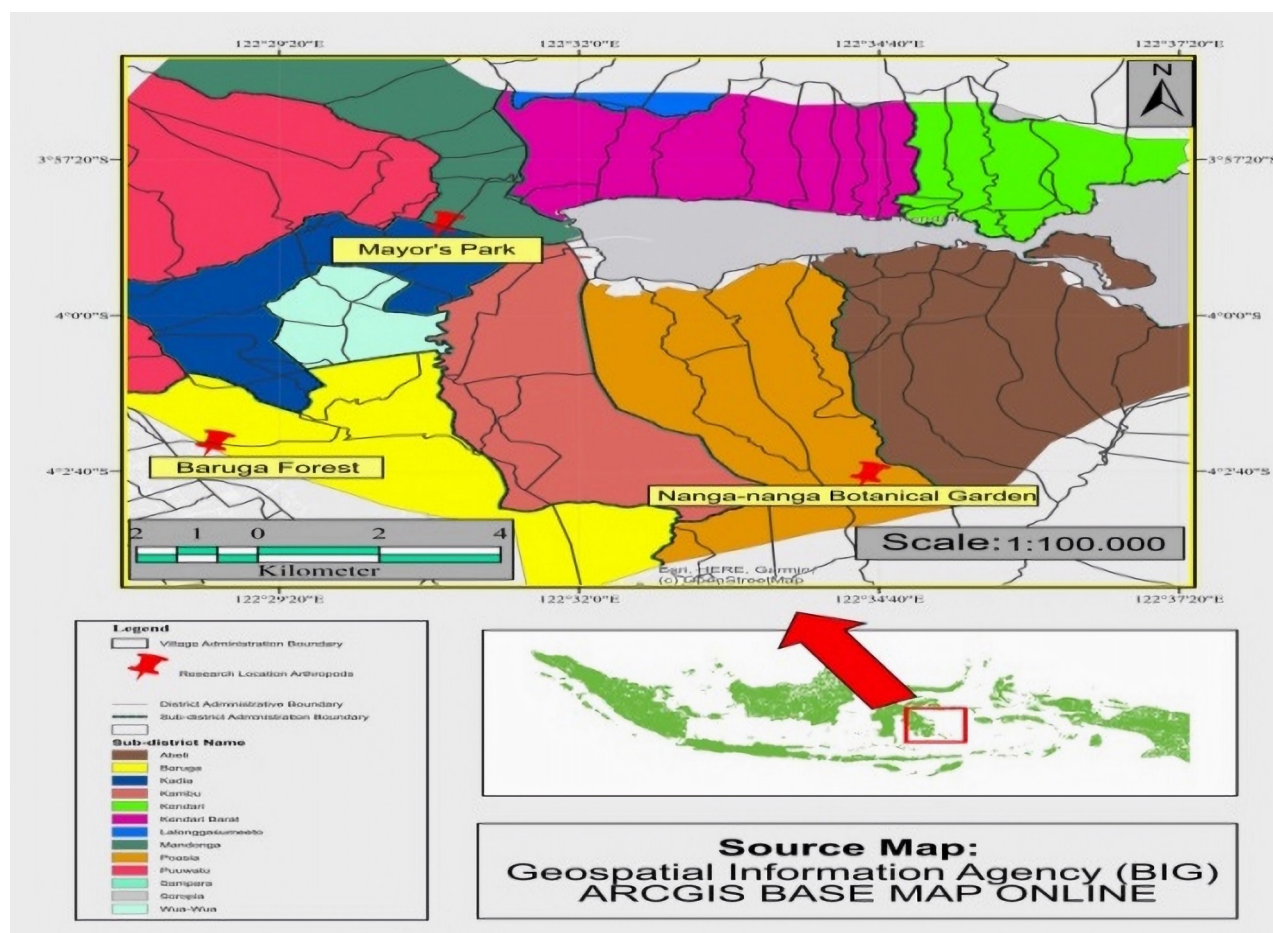 122°29'20"E 122°32'0"E 122°34'40"E 122°37'20"E
N
3°57'20"S 3°57'20"S
Mayor's Park
4°0'0"S 4°0'0"S
Baruga Forest
4°2'40"S 4°2'40"S
Nanga-nanga Botanical Garden
2 1 0 2 4
Kilometer
Scale: 1:100.000
Esri, HERE, Garmin,
(c) OpenStreetMap
122°29'20"E 122°32'0"E 122°34'40"E 122°37'20"E
Legend
Village Administration Boundary
Research Location Arthropods
District Administrative Boundary
Sub-district Administration Boundary
Sub-district Name
Abeli
Baruga
Kadia
Kambu
Kendari
Kendari Barat
Lalonggasumeeto
Mandonga
Poasia
Puuwatu
Sampara
Soropia
Wua-Wua
Source Map:
Geospatial Information Agency (BIG)
ARCGIS BASE MAP ONLINE